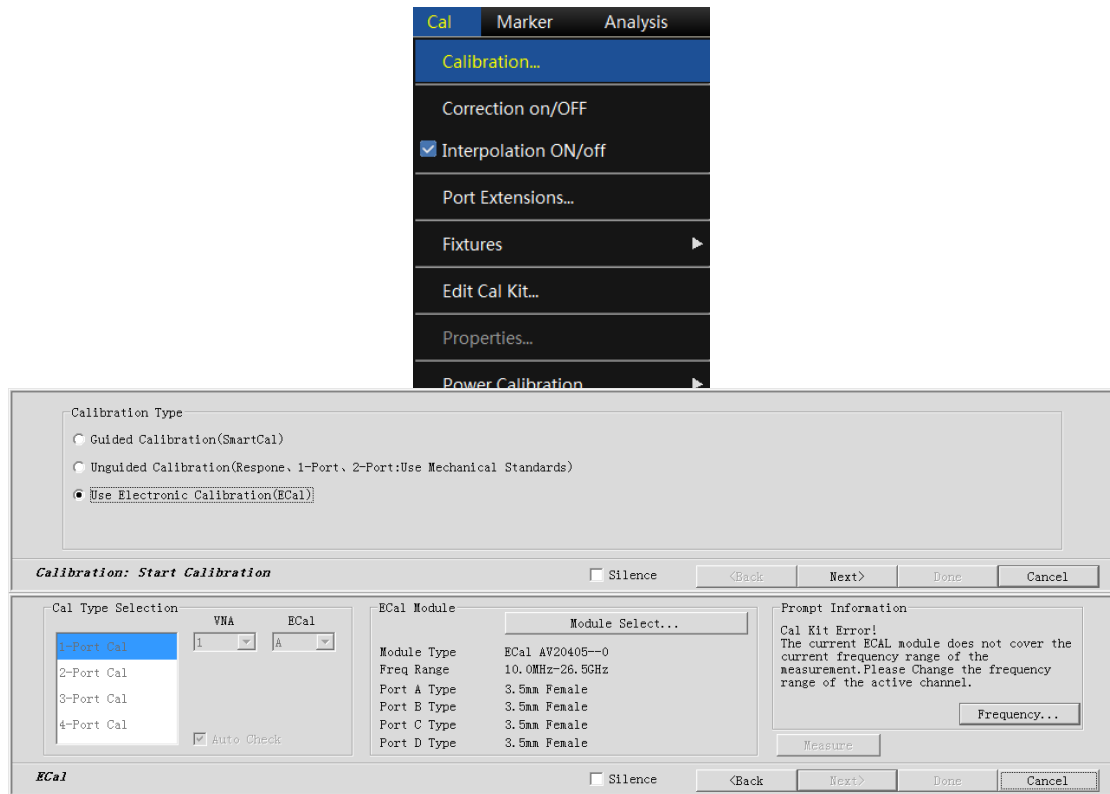 Cal Marker Analysis
Calibration...
Correction on/OFF
Interpolation ON/off
Port Extensions...
Fixtures
Edit Cal Kit...
Properties...
Power Calibration
Calibration Type
Guided Calibration(SmartCal)
Unguided Calibration(Respone、1-Port、2-Port:Use Mechanical Standards)
Use Electronic Calibration(ECal)
Calibration: Start Calibration
Silence
<Back
Next>
Done
Cancel
Cal Type Selection
VNA ECal
1 A
1-Port Cal
2-Port Cal
3-Port Cal
4-Port Cal
Auto Check
ECal Module
Module Select...
Module Type ECal AV20405--0
Freq Range 10.0MHz-26.5GHz
Port A Type 3.5mm Female
Port B Type 3.5mm Female
Port C Type 3.5mm Female
Port D Type 3.5mm Female
Prompt Information
Cal Kit Error!
The current ECAL module does not cover the
current frequency range of the
measurement.Please Change the frequency
range of the active channel.
Frequency...
Measure
ECal
Silence
<Back
Next>
Done
Cancel